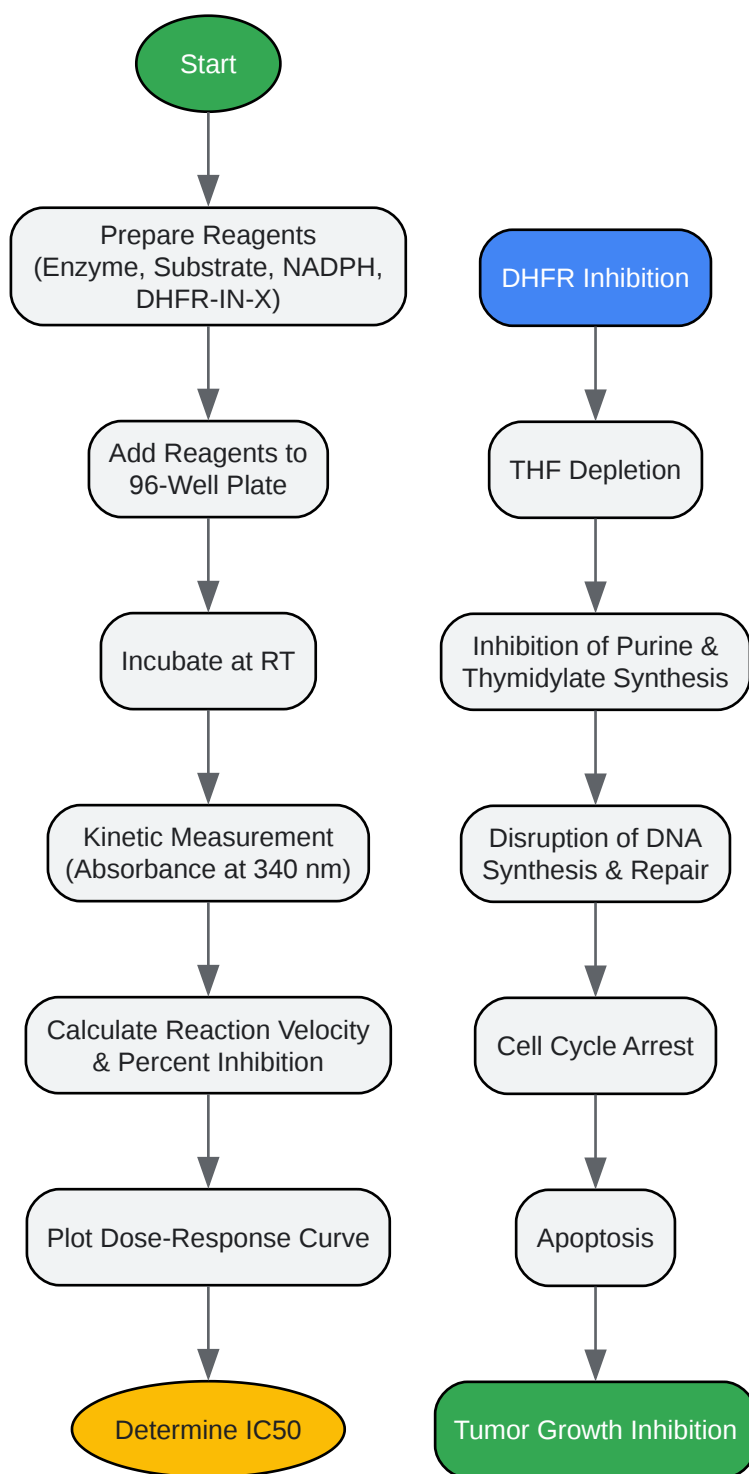 Start
Prepare Reagents
(Enzyme, Substrate, NADPH,
DHFR-IN-X)
Add Reagents to
96-Well Plate
Incubate at RT
Kinetic Measurement
(Absorbance at 340 nm)
Calculate Reaction Velocity
& Percent Inhibition
Plot Dose-Response Curve
Determine IC50
DHFR Inhibition
THF Depletion
Inhibition of Purine &
Thymidylate Synthesis
Disruption of DNA
Synthesis & Repair
Cell Cycle Arrest
Apoptosis
Tumor Growth Inhibition